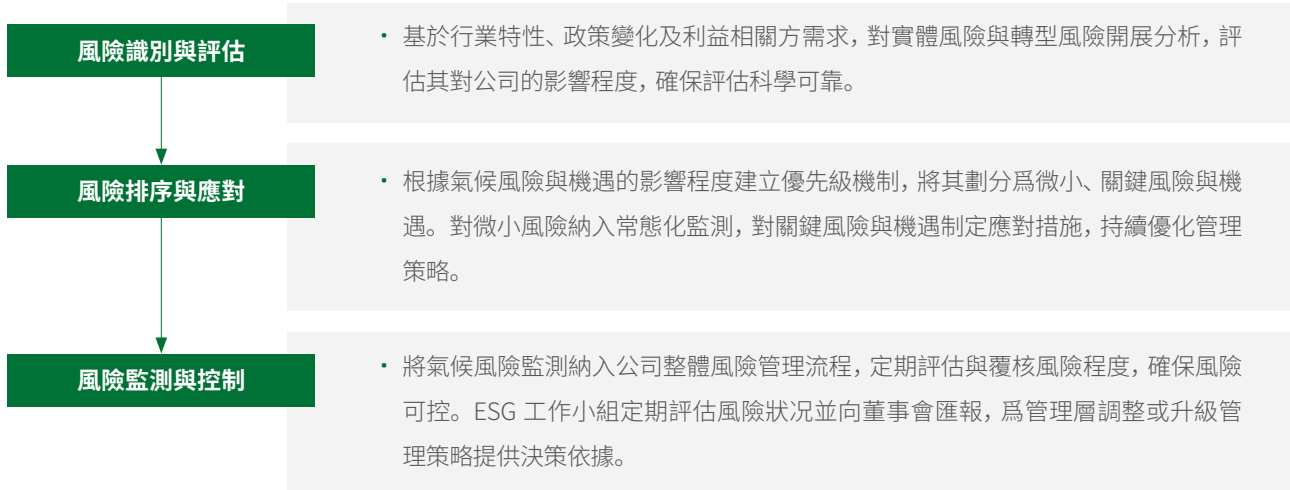 風險識別與評估
· 基於行業特性、政策變化及利益相關方需求，對實體風險與轉型風險開展分析，評
估其對公司的影響程度，確保評估科學可靠。
風險排序與應對
· 根據氣候風險與機遇的影響程度建立優先級機制，將其劃分爲微小、關鍵風險與機
遇。對微小風險納入常態化監測，對關鍵風險與機遇制定應對措施，持續優化管理
策略。
風險監測與控制
· 將氣候風險監測納入公司整體風險管理流程，定期評估與覆核風險程度，確保風險
可控。ESG 工作小組定期評估風險狀况並向董事會匯報，爲管理層調整或升級管
理策略提供決策依據。